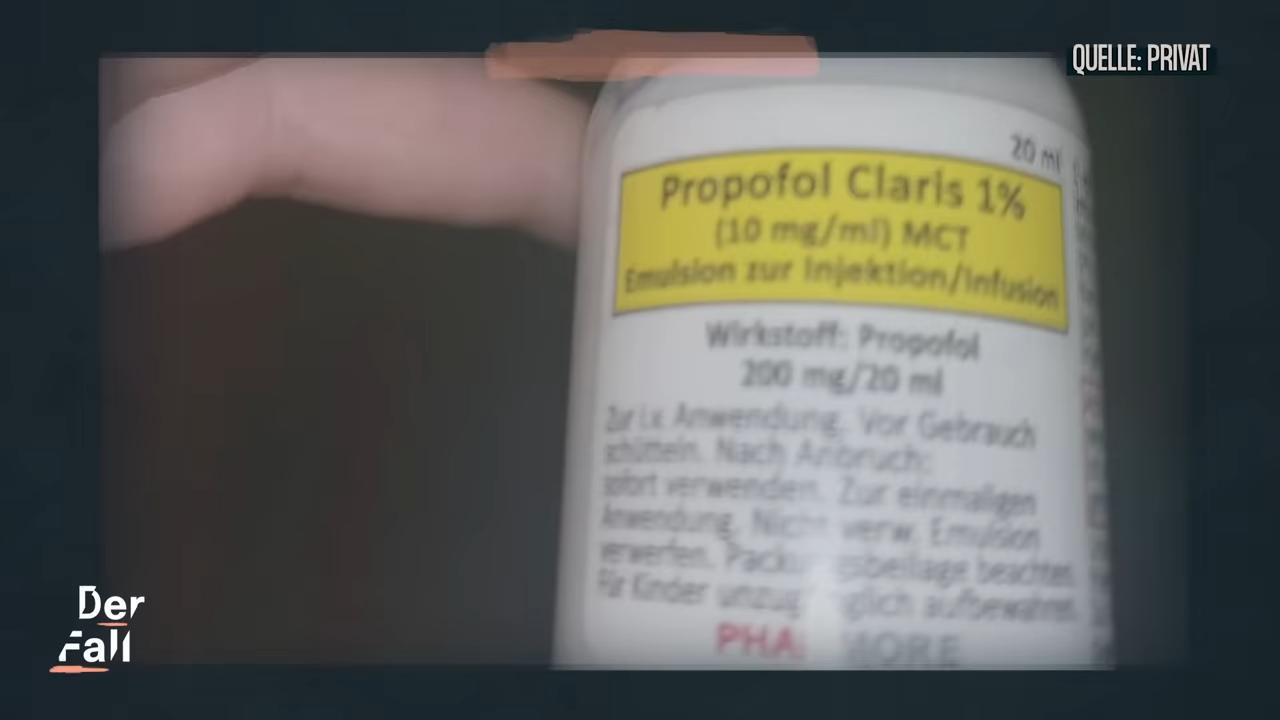 QUELLE: PRIVAT
20 ml
Propofol Claris 1%
(10 mg/ml) MCT
Emulsion zur Injektion/Infusion
Wirkstoff: Propofol
200 mg/20 ml
Zur i.v. Anwendung. Vor Gebrauch
schütteln. Nach Anbruch:
sofort verwenden. Zur einmaligen
Anwendung. Nicht verw. Emulsion
verwerfen. beachten.
Für Kinder aufbewahren.
Der
Fall